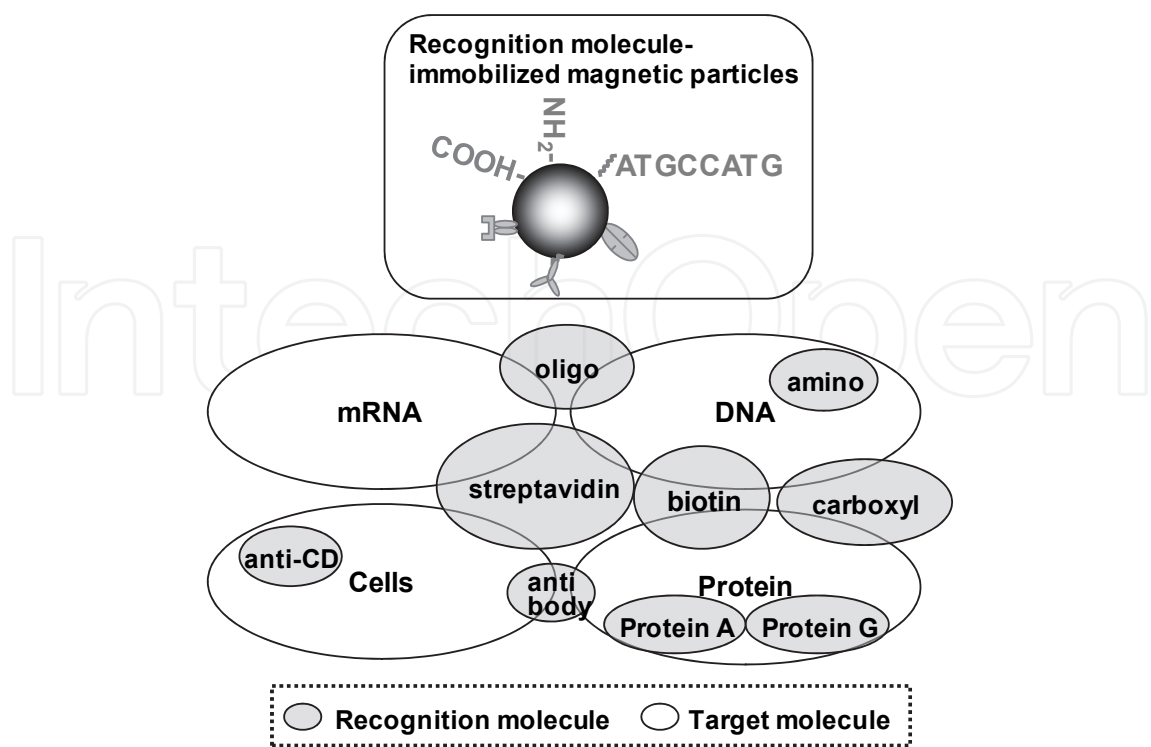 Recognition molecule-
immobilized magnetic particles
NH2-
COOH-
ATGCCATG
IntechOpen
oligo
amino
mRNA
DNA
streptavidin
biotin
carboxyl
anti-CD
Cells
anti
body
Protein
Protein A
Protein G
Recognition molecule
Target molecule